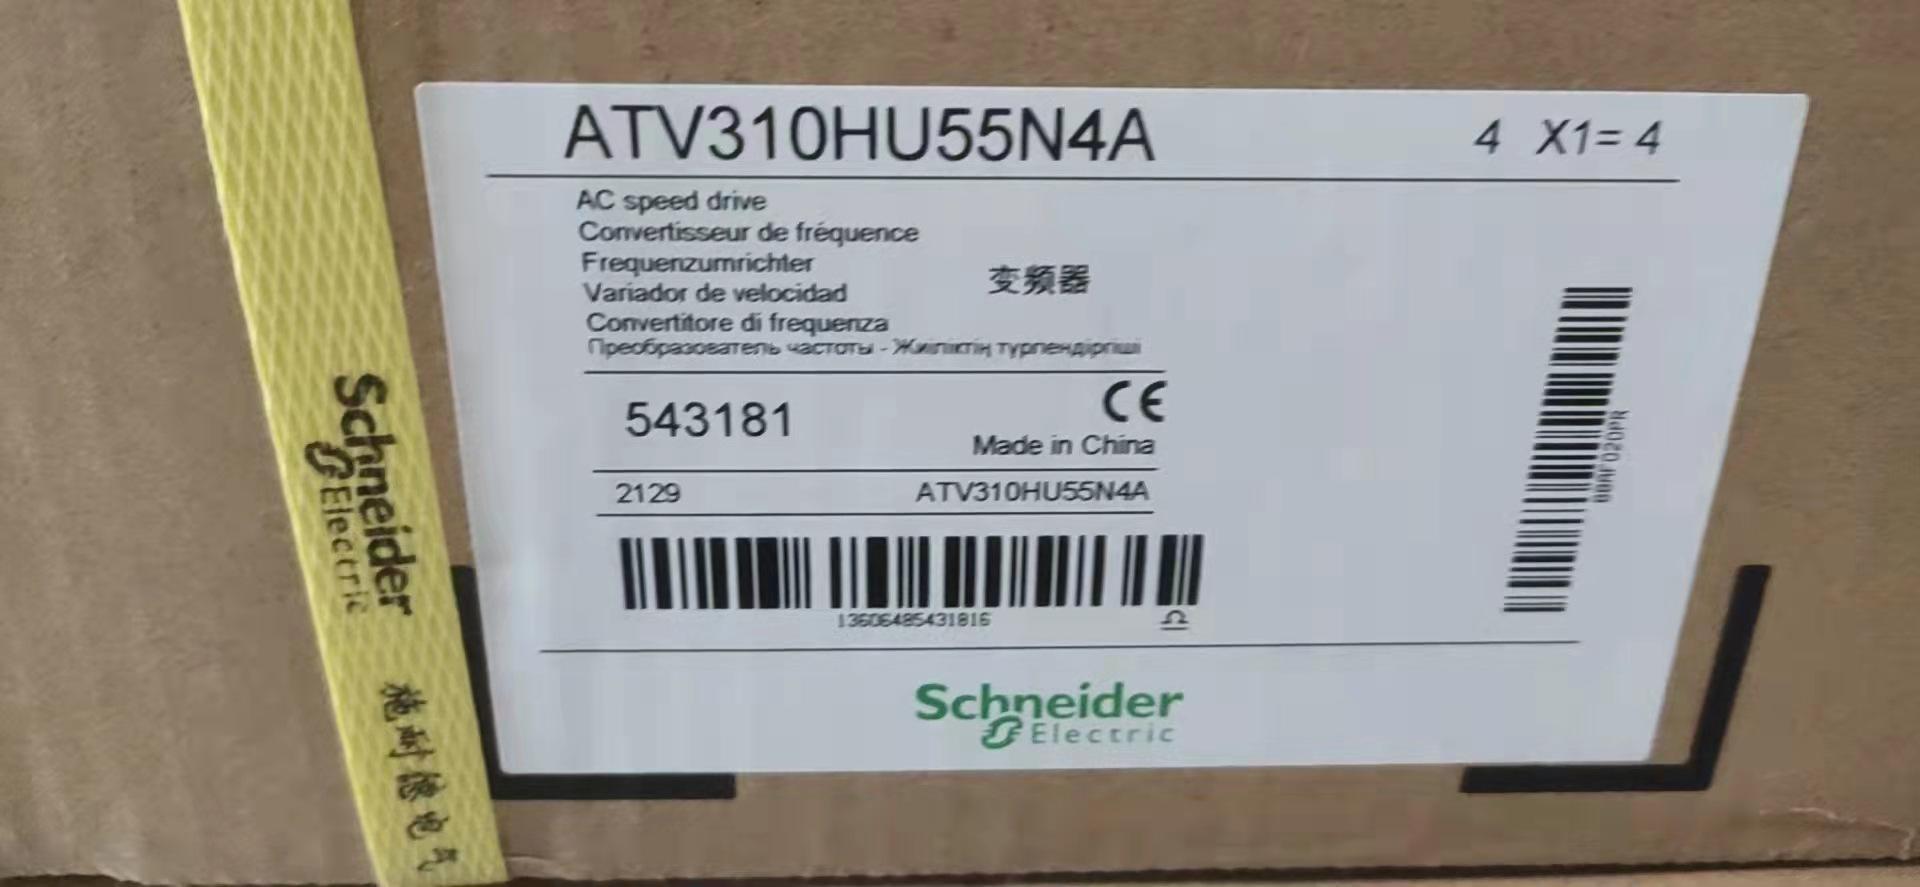 ATV310HU55N4A
4 X1= 4
AC speed drive
Convertisseur de fréquence
Frequenzumrichter
变频器
Variador de velocidad
Convertitore di frequenza
Преобразователь частоты - Жиіліктің түрлендіргіші
543181
CE
Made in China
2129 ATV310HU55N4A
13606485431816
Schneider
Electric
Schneider
Electric
施耐德电气